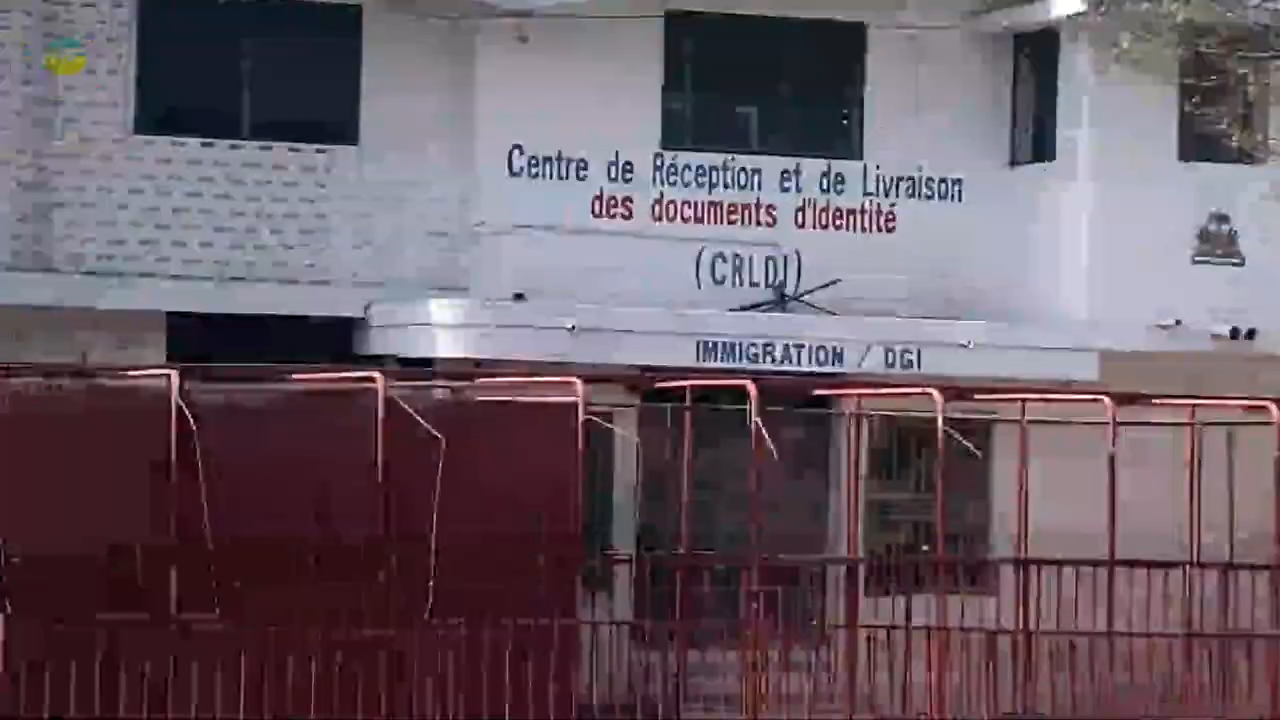 Centre de Réception et de Livraison
des documents d'Identité
(CRLDI)
IMMIGRATION / DGI